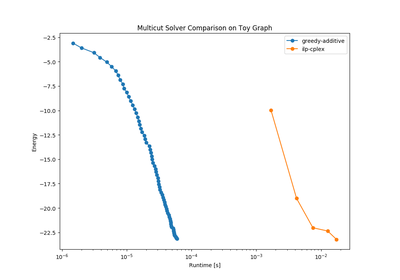 Multicut Solver Comparison on Toy Graph
greedy-additive
ilp-cplex
−2.5
−5.0
−7.5
−10.0
−12.5
−15.0
−17.5
−20.0
−22.5
Energy
10⁻⁶
10⁻⁵
10⁻⁴
10⁻³
10⁻²
Runtime [s]